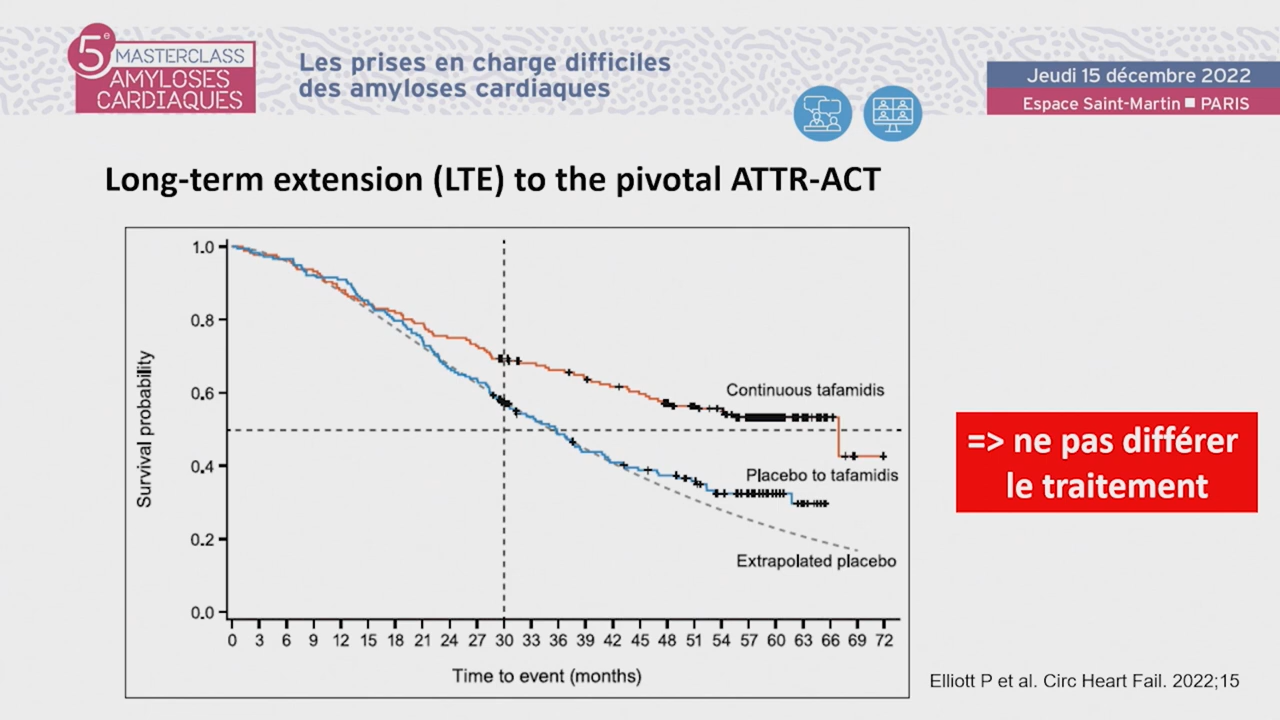 5e MASTERCLASS
AMYLOSES
CARDIAQUES
Les prises en charge difficiles
des amyloses cardiaques
Jeudi 15 décembre 2022
Espace Saint-Martin ■ PARIS
Long-term extension (LTE) to the pivotal ATTR-ACT
Survival probability
1.0
0.8
0.6
0.4
0.2
0.0
Continuous tafamidis
Placebo to tafamidis
Extrapolated placebo
0 3 6 9 12 15 18 21 24 27 30 33 36 39 42 45 48 51 54 57 60 63 66 69 72
Time to event (months)
=> ne pas différer
le traitement
Elliott P et al. Circ Heart Fail. 2022;15